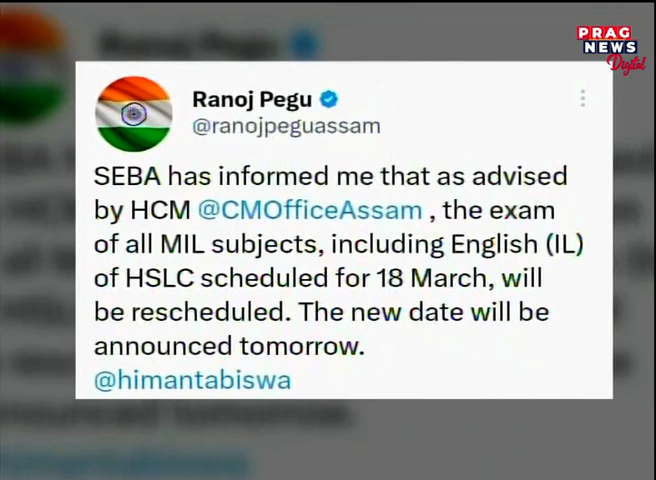 PRAG
NEWS
Digital
Ranoj Pegu
@ranojpeguassam
SEBA has informed me that as advised
by HCM @CMOfficeAssam , the exam
of all MIL subjects, including English (IL)
of HSLC scheduled for 18 March, will
be rescheduled. The new date will be
announced tomorrow.
@himantabiswa